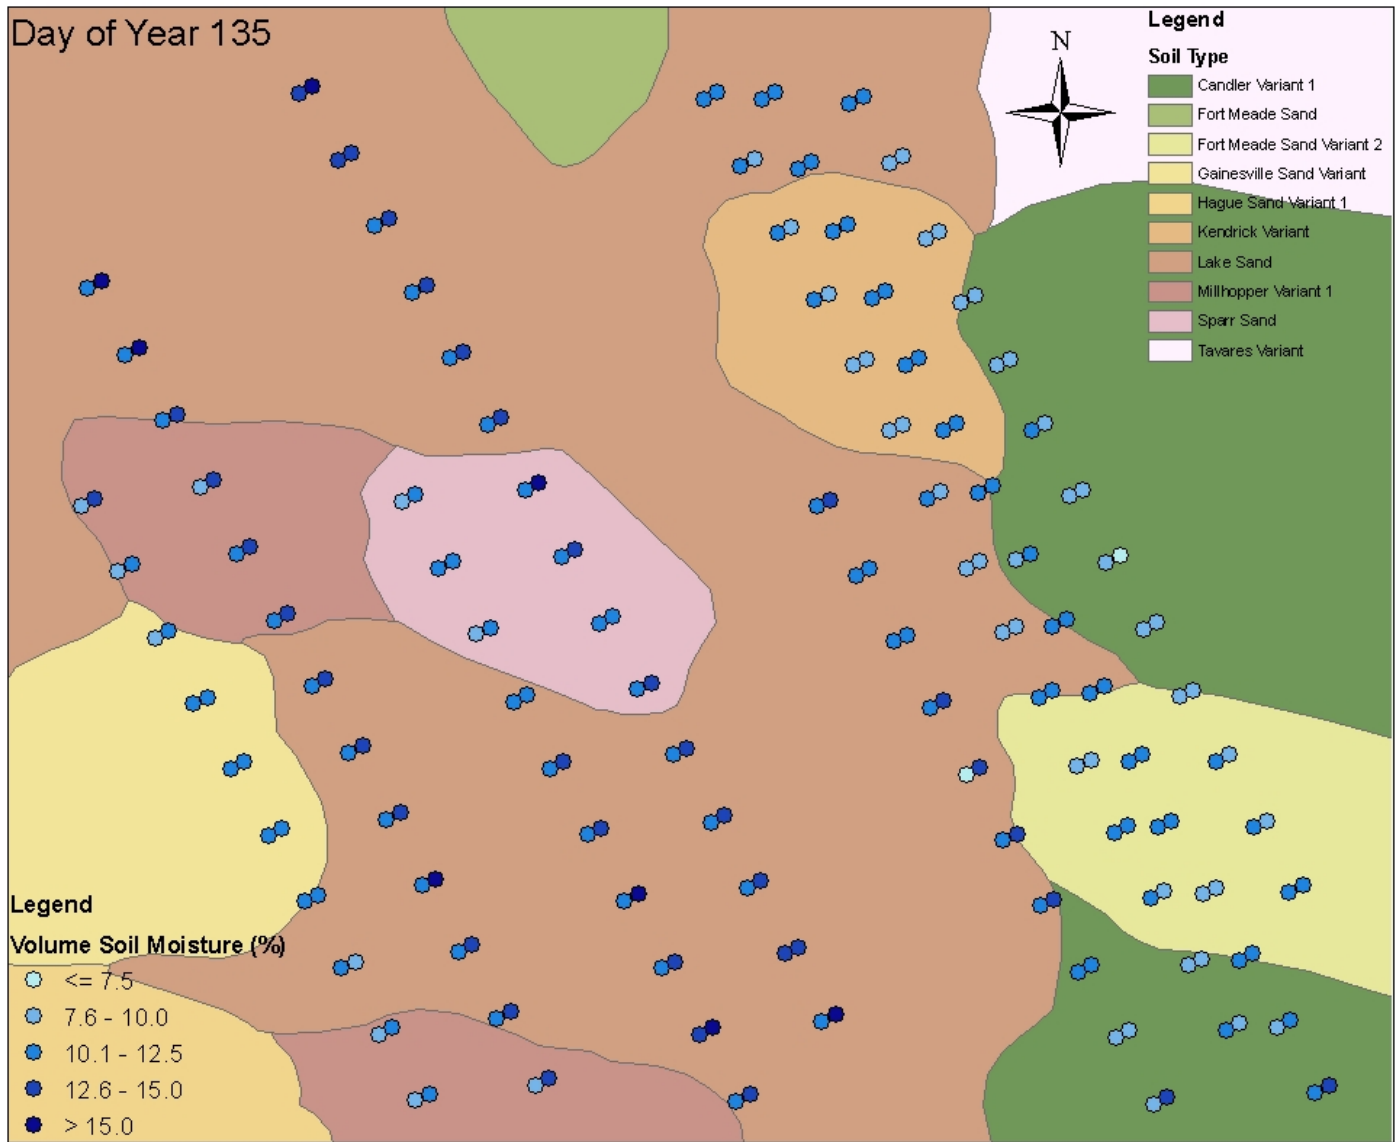 Day of Year 135
N
Legend
Soil Type
Candler Variant 1
Fort Meade Sand
Fort Meade Sand Variant 2
Gainesville Sand Variant
Hague Sand Variant 1
Kendrick Variant
Lake Sand
Millhopper Variant 1
Sparr Sand
Tavares Variant
Legend
Volume Soil Moisture (%)
<= 7.5
7.6 - 10.0
10.1 - 12.5
12.6 - 15.0
> 15.0